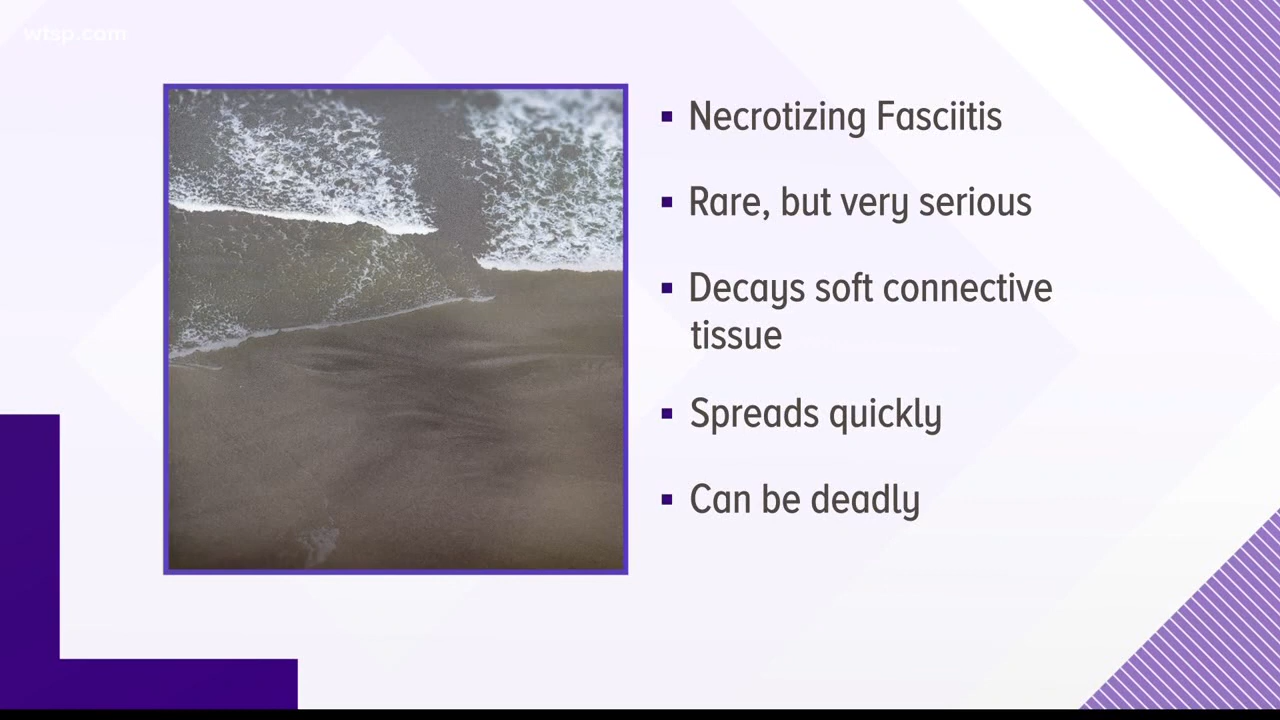 wtsp.com
▪ Necrotizing Fasciitis
▪ Rare, but very serious
▪ Decays soft connective
tissue
▪ Spreads quickly
▪ Can be deadly